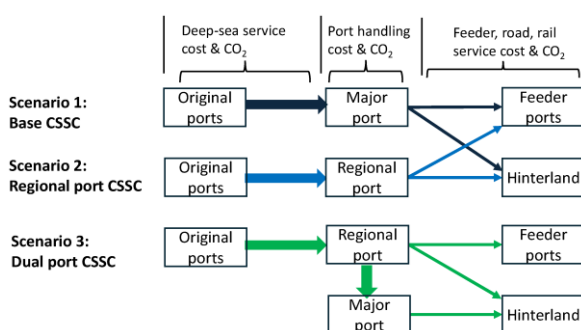 Deep-sea service
cost & CO₂
Port handling
cost & CO₂
Feeder, road, rail
service cost & CO₂
Scenario 1:
Base CSSC
Original
ports
Major
port
Feeder
ports
Scenario 2:
Regional port CSSC
Original
ports
Regional
port
Hinterland
Scenario 3:
Dual port CSSC
Original
ports
Regional
port
Feeder
ports
Major
port
Hinterland